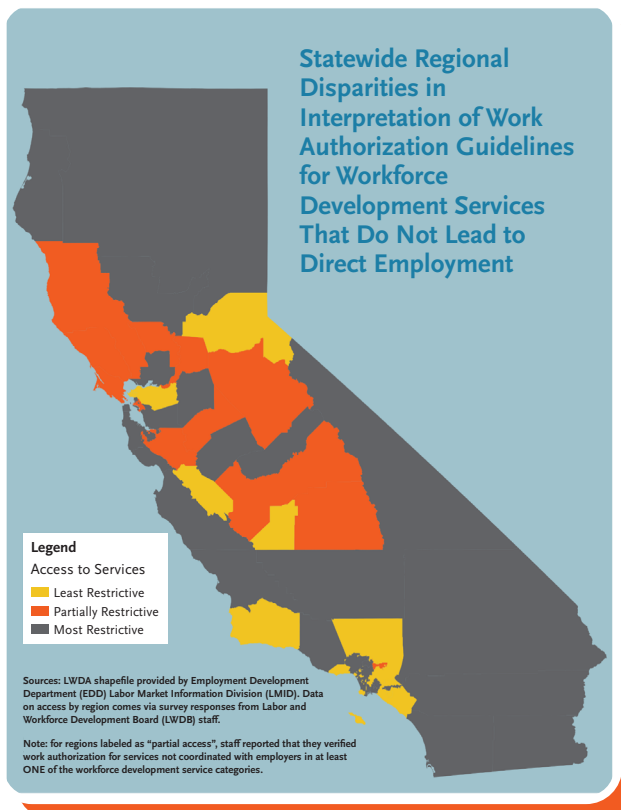 Statewide Regional
Disparities in
Interpretation of Work
Authorization Guidelines
for Workforce
Development Services
That Do Not Lead to
Direct Employment
Legend
Access to Services
Least Restrictive
Partially Restrictive
Most Restrictive
Sources: LWDA shapefile provided by Employment Development
Department (EDD) Labor Market Information Division (LMID). Data
on access by region comes via survey responses from Labor and
Workforce Development Board (LWDB) staff.
Note: for regions labeled as “partial access”, staff reported that they verified
work authorization for services not coordinated with employers in at least
ONE of the workforce development service categories.